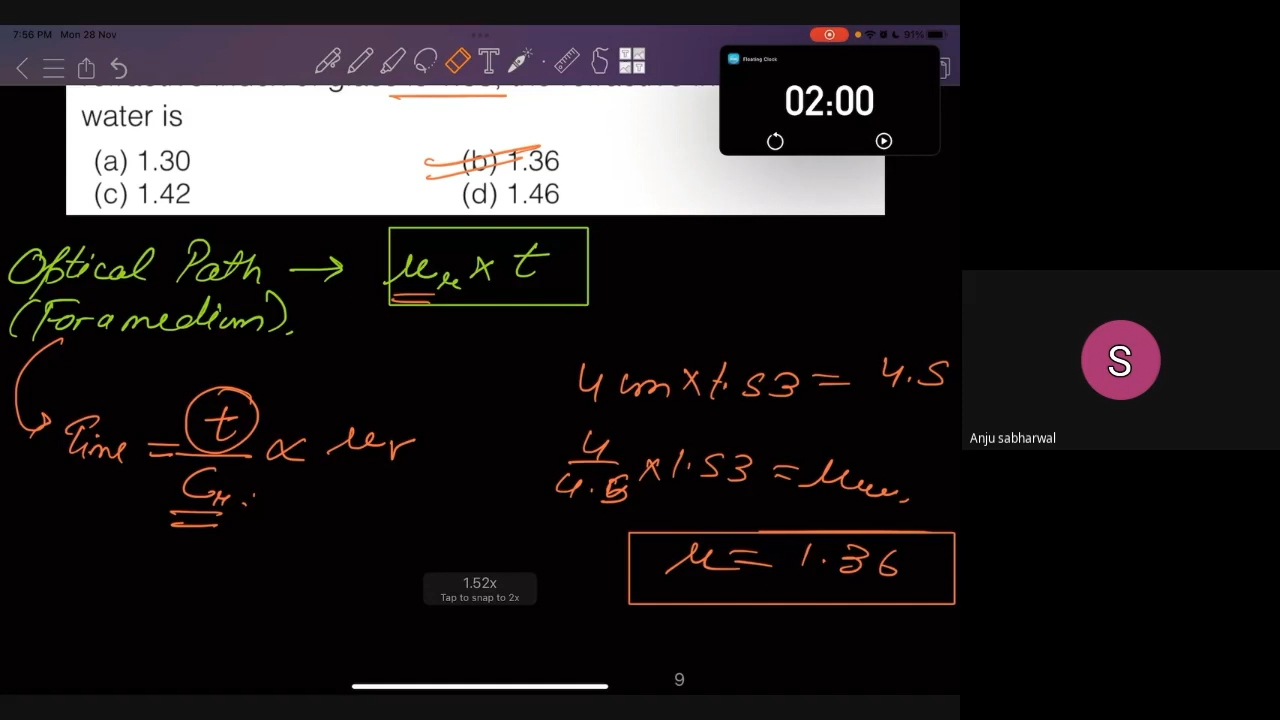 7:56 PM Mon 28 Nov
91%
Floating Clock
02:00
water is
(a) 1.30 (b) 1.36
(c) 1.42 (d) 1.46
Optical Path → μr × t
(For a medium).
Time = t/Cμ. ∝ μr
4 cm × 1.53 = 4.5
4/4.5 × 1.53 = μw.
μ = 1.36
1.52x
Tap to snap to 2x
9
S
Anju sabharwal